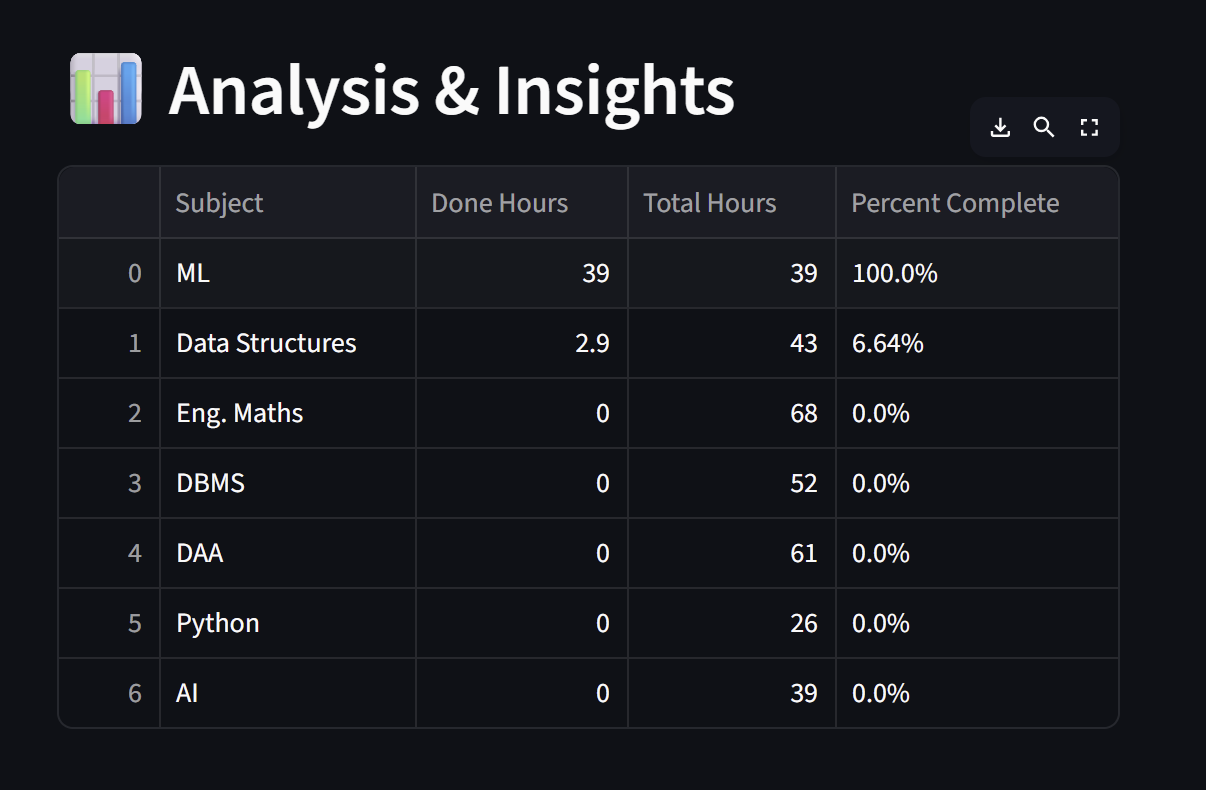 Analysis & Insights
Subject Done Hours Total Hours Percent Complete
0 ML 39 39 100.0%
1 Data Structures 2.9 43 6.64%
2 Eng. Maths 0 68 0.0%
3 DBMS 0 52 0.0%
4 DAA 0 61 0.0%
5 Python 0 26 0.0%
6 AI 0 39 0.0%